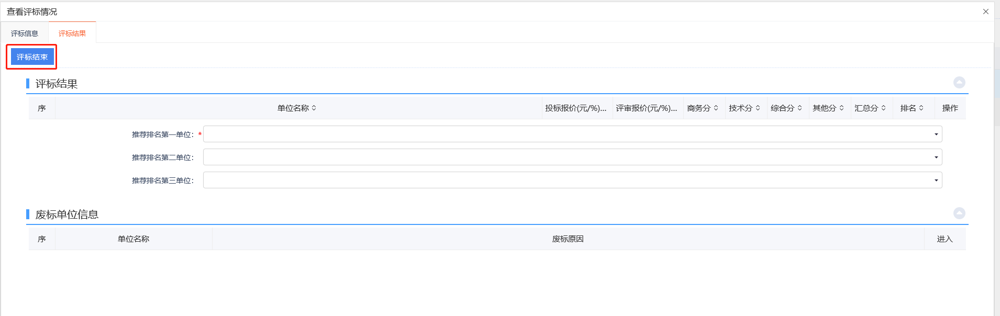 查看评标情况
评标信息 评标结果
评标结束
评标结果
序 单位名称 投标报价(元/%)... 评审报价(元/%)... 商务分 技术分 综合分 其他分 汇总分 排名 操作
推荐排名第一单位：*
推荐排名第二单位：
推荐排名第三单位：
废标单位信息
序 单位名称 废标原因 进入